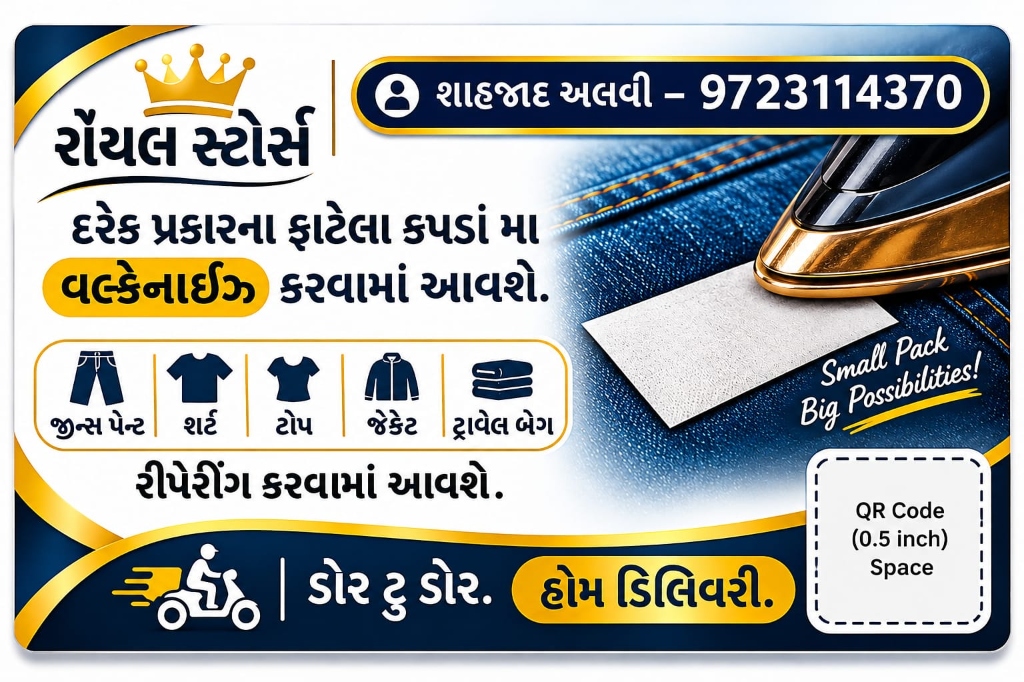 રોયલ સ્ટોર્સ
શાહજાદ અલવી – 9723114370
દરેક પ્રકારના ફાટેલા કપડાં મા
વલ્કેનાઈઝ કરવામાં આવશે.
જીન્સ પેન્ટ
શર્ટ
ટોપ
જેકેટ
ટ્રાવેલ બેગ
રીપેરીંગ કરવામાં આવશે.
Small Pack
Big Possibilities!
QR Code
(0.5 inch)
Space
ડોર ટુ ડોર. હોમ ડિલિવરી.